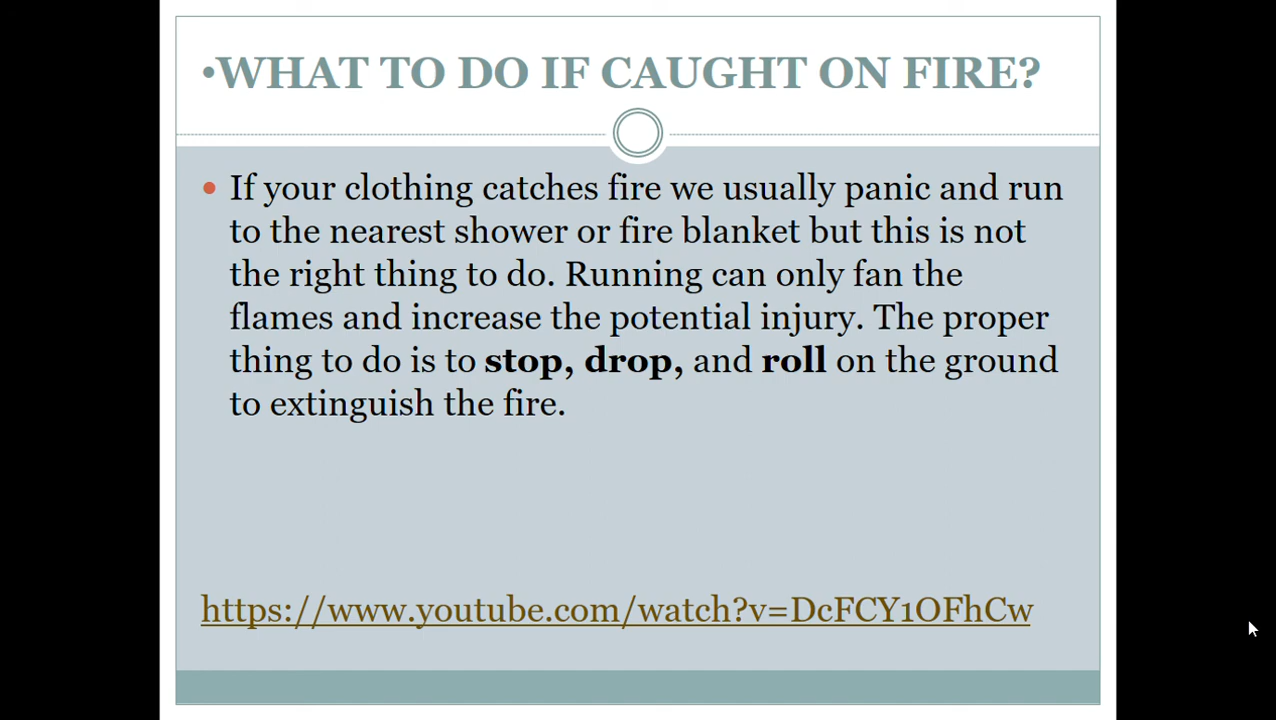 •WHAT TO DO IF CAUGHT ON FIRE?
• If your clothing catches fire we usually panic and run
to the nearest shower or fire blanket but this is not
the right thing to do. Running can only fan the
flames and increase the potential injury. The proper
thing to do is to stop, drop, and roll on the ground
to extinguish the fire.
https://www.youtube.com/watch?v=DcFCY1OFhCw